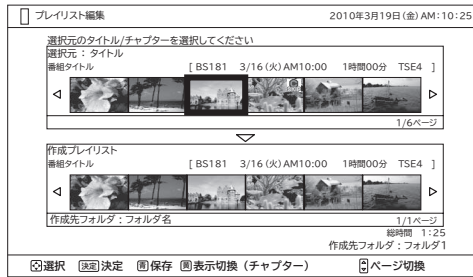 プレイリスト編集 2010年3月19日(金)AM:10:25
選択元のタイトル/チャプターを選択してください
選択元：タイトル
番組タイトル [ BS181 3/16(火)AM10:00 1時間00分 TSE4 ]
1/6ページ
作成プレイリスト
番組タイトル [ BS181 3/16(火)AM10:00 1時間00分 TSE4 ]
作成先フォルダ：フォルダ名 1/1ページ
総時間 1:25
作成先フォルダ：フォルダ1
選択 決定 決定 青 保存 黄 表示切換（チャプター） ページ切換